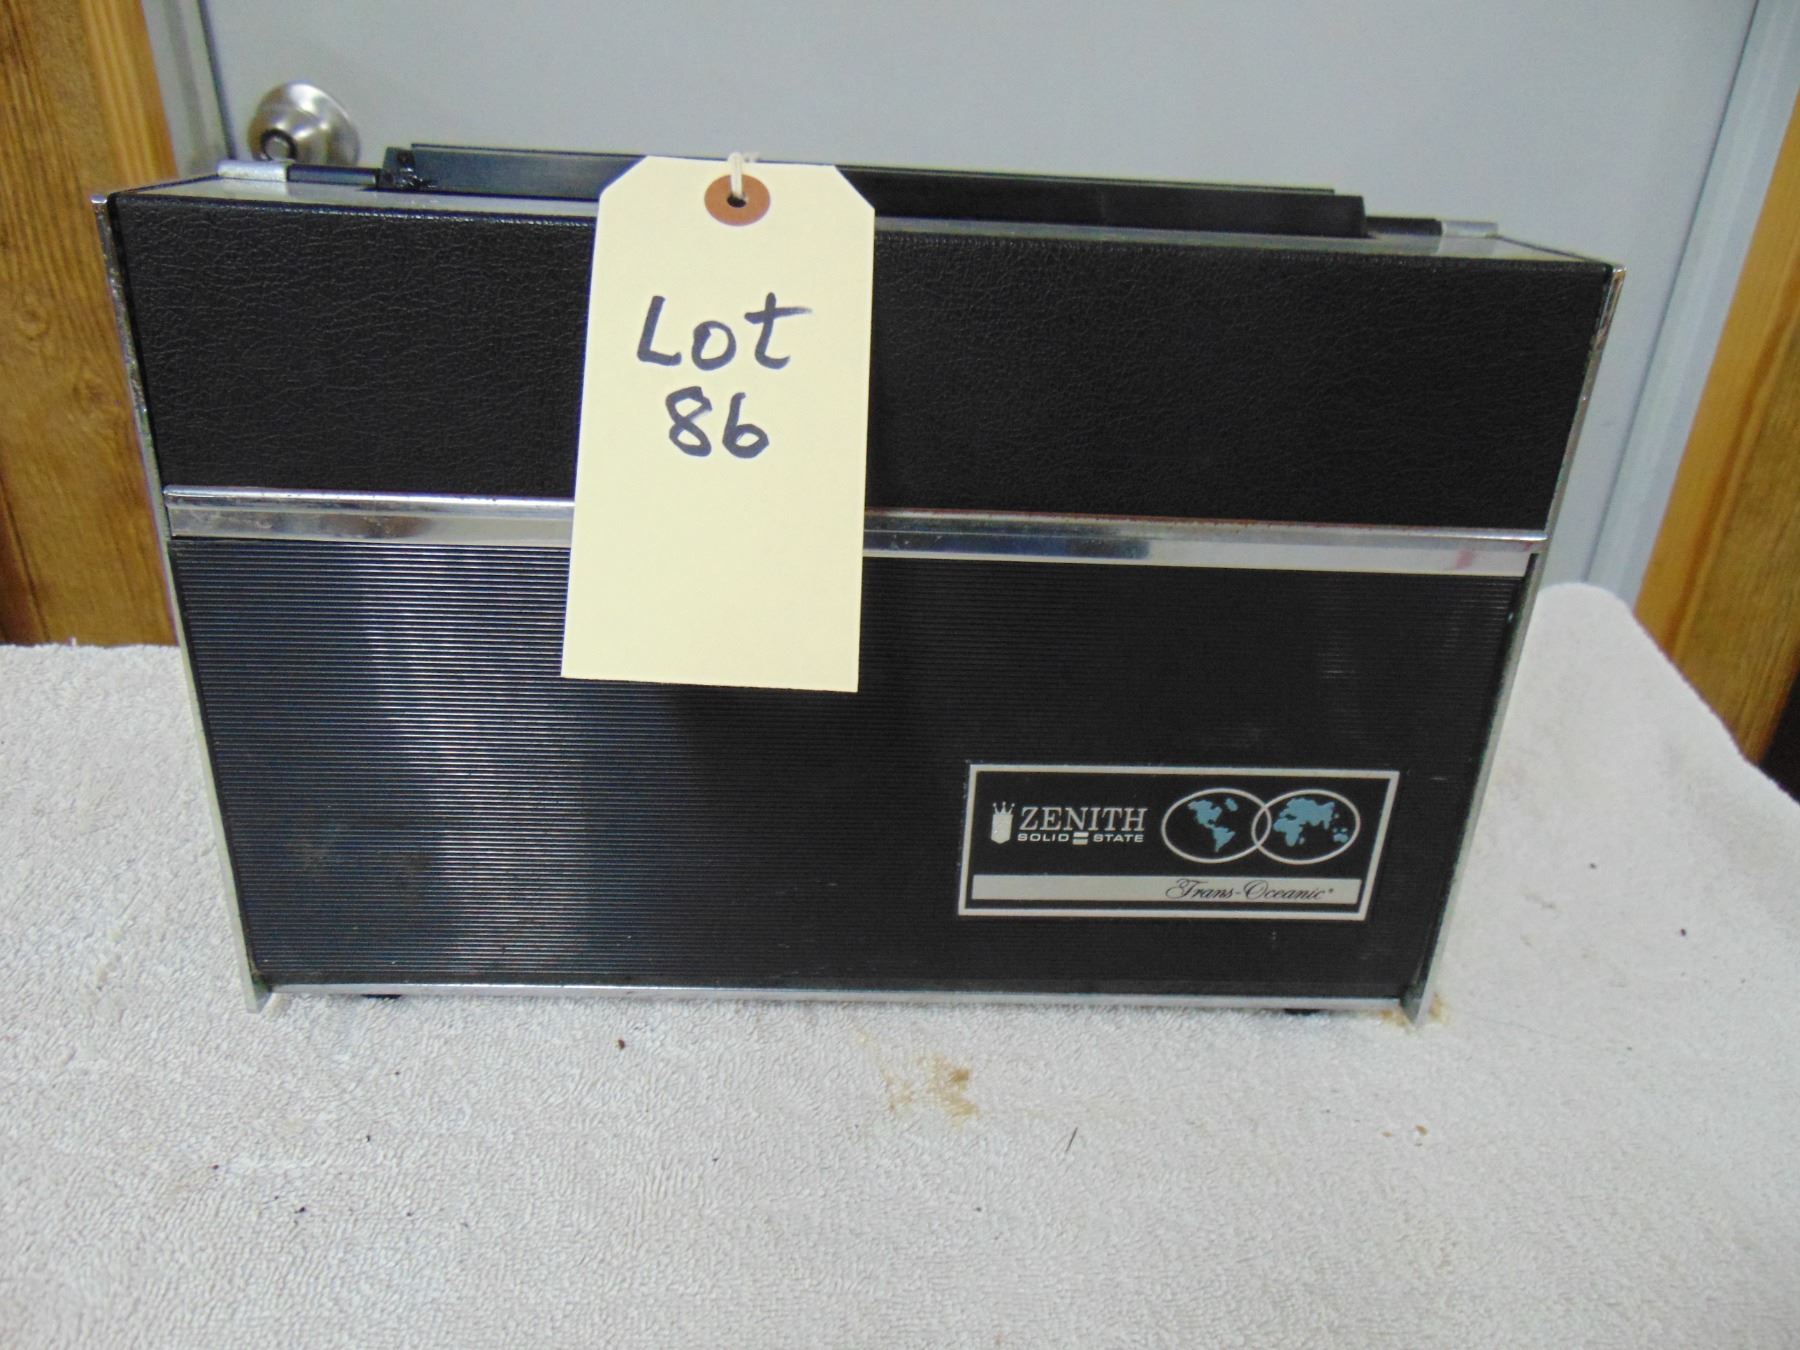 Lot
86
ZENITH
SOLID STATE
Trans-Oceanic